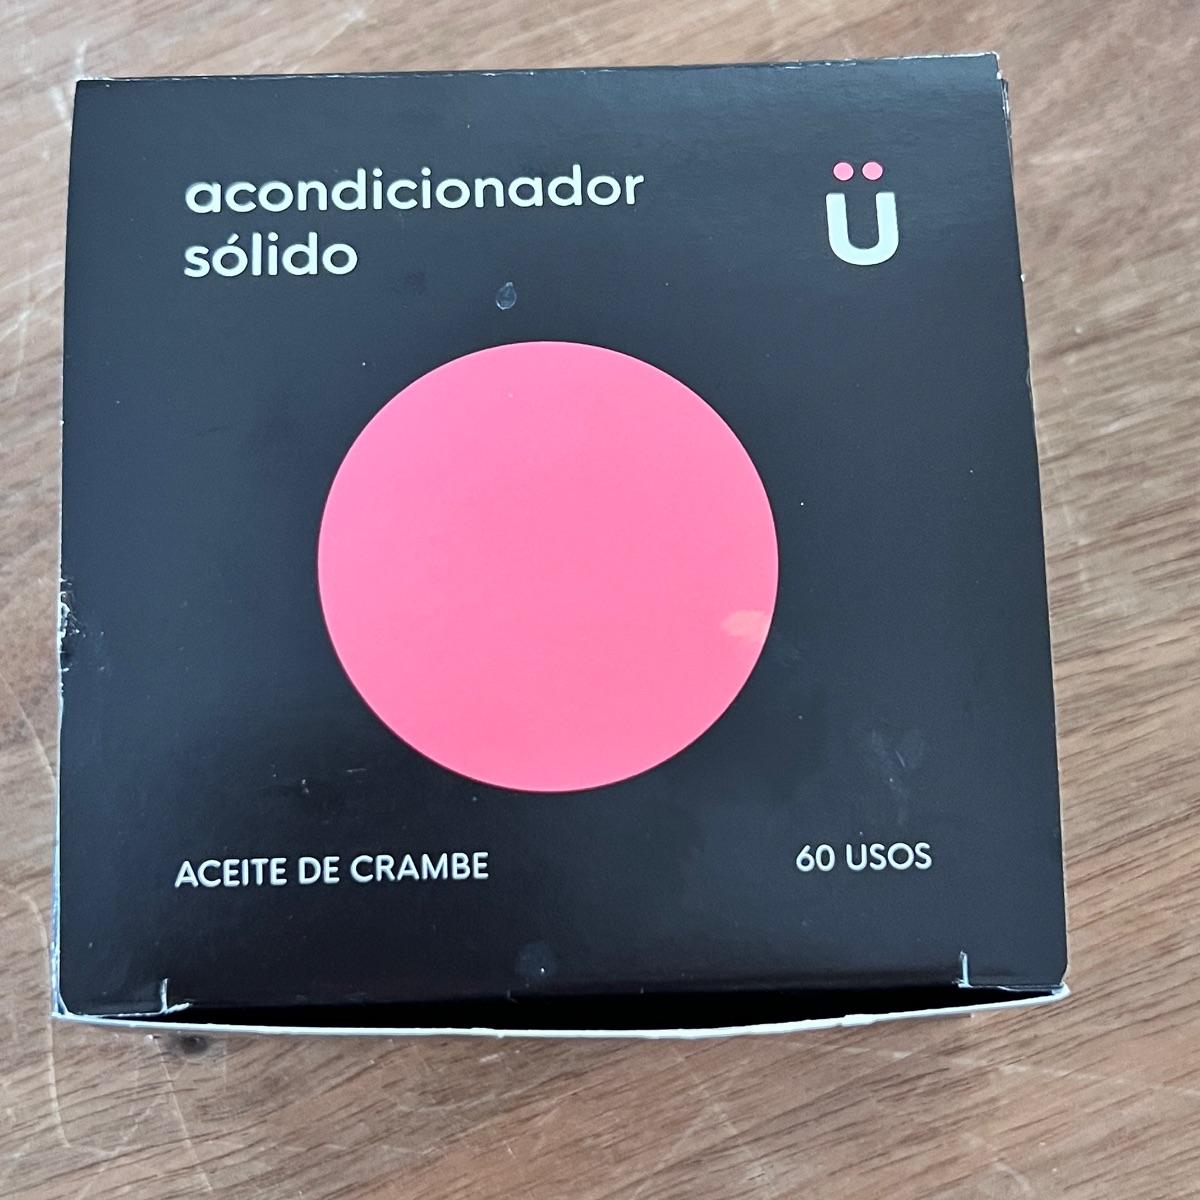 acondicionador
sólido
Ü
ACEITE DE CRAMBE
60 USOS